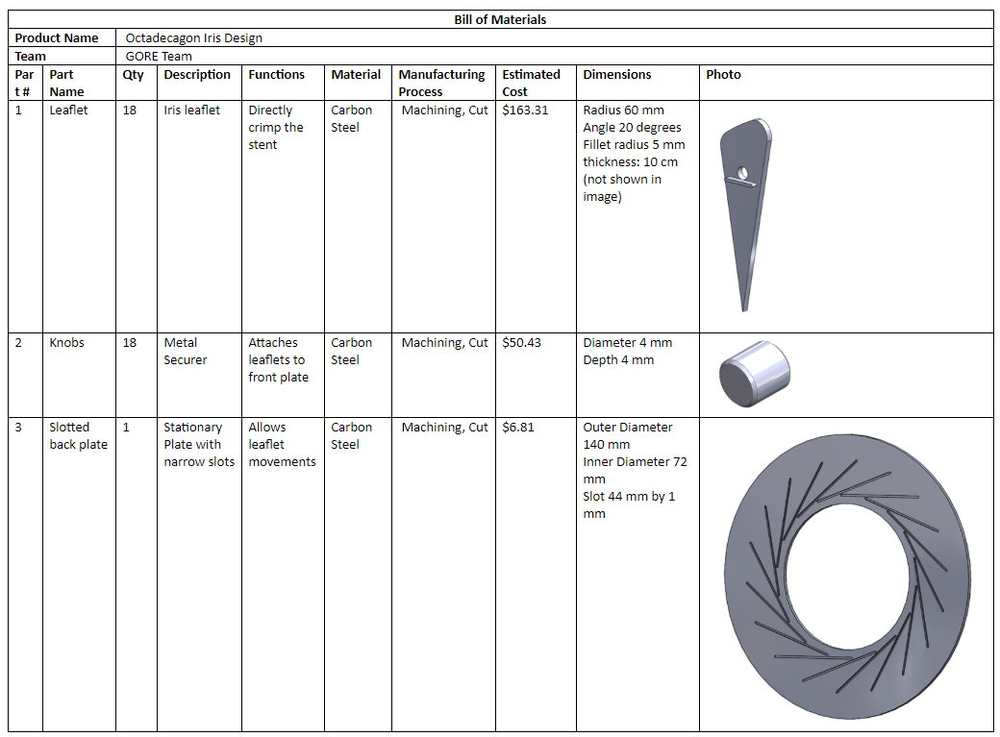 Bill of Materials
Product Name Octadecagon Iris Design
Team GORE Team
Par Part Qty Description Functions Material Manufacturing Estimated Dimensions Photo
t # Name Process Cost
1 Leaflet 18 Iris leaflet Directly Carbon Machining, Cut $163.31 Radius 60 mm
crimp the Steel Angle 20 degrees
stent Fillet radius 5 mm
thickness: 10 cm
(not shown in
image)
2 Knobs 18 Metal Attaches Carbon Machining, Cut $50.43 Diameter 4 mm
Securer leaflets to Steel Depth 4 mm
front plate
3 Slotted 1 Stationary Allows Carbon Machining, Cut $6.81 Outer Diameter
back plate Plate with leaflet Steel 140 mm
narrow slots movements Inner Diameter 72
mm
Slot 44 mm by 1
mm